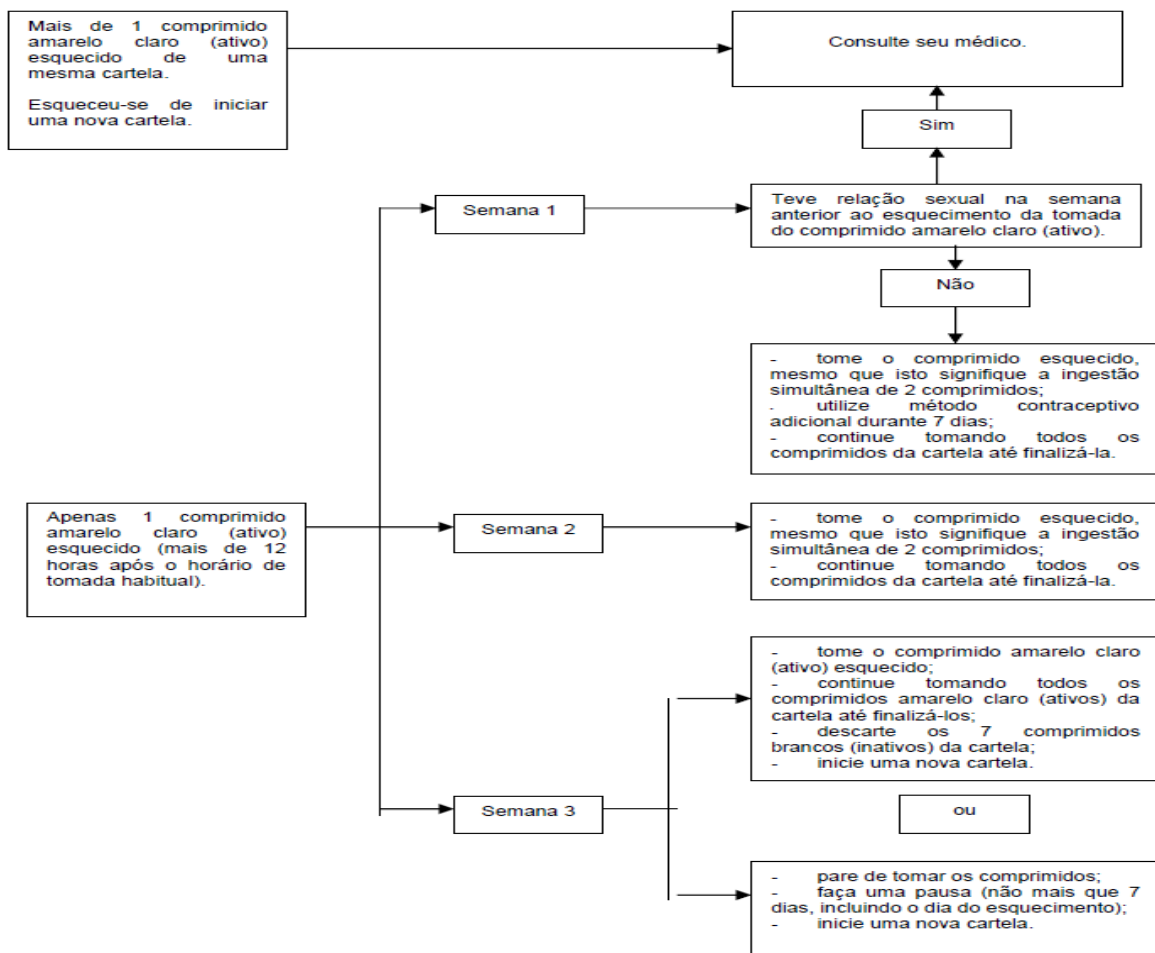 Mais de 1 comprimido
amarelo claro (ativo)
esquecido de uma
mesma cartela.
Esqueceu-se de iniciar
uma nova cartela.
Consulte seu médico.
Sim
Semana 1
Teve relação sexual na semana
anterior ao esquecimento da tomada
do comprimido amarelo claro (ativo).
Não
- tome o comprimido esquecido,
mesmo que isto signifique a ingestão
simultânea de 2 comprimidos;
. utilize método contraceptivo
adicional durante 7 dias;
- continue tomando todos os
comprimidos da cartela até finalizá-la.
Apenas 1 comprimido
amarelo claro (ativo)
esquecido (mais de 12
horas após o horário de
tomada habitual).
Semana 2
- tome o comprimido esquecido,
mesmo que isto signifique a ingestão
simultânea de 2 comprimidos;
- continue tomando todos os
comprimidos da cartela até finalizá-la.
Semana 3
- tome o comprimido amarelo claro
(ativo) esquecido;
- continue tomando todos os
comprimidos amarelo claro (ativos) da
cartela até finalizá-los;
- descarte os 7 comprimidos
brancos (inativos) da cartela;
- inicie uma nova cartela.
ou
- pare de tomar os comprimidos;
- faça uma pausa (não mais que 7
dias, incluindo o dia do esquecimento);
- inicie uma nova cartela.